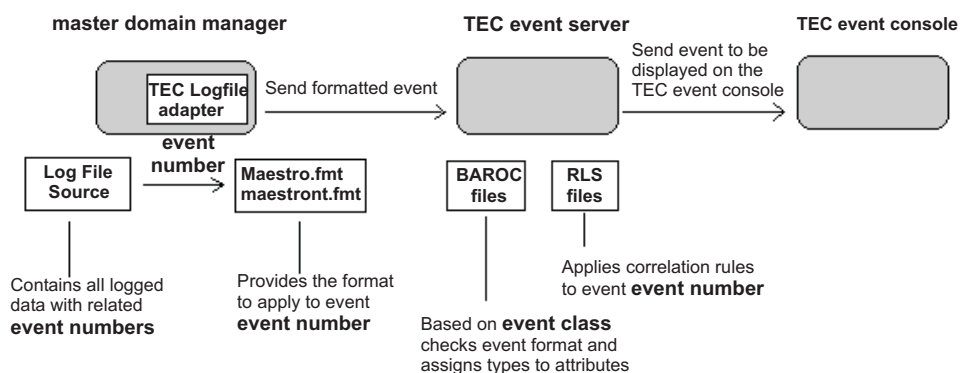 master domain manager
TEC event server
TEC event console
TEC Logfile
adapter
Send formatted event
Send event to be
displayed on the
TEC event console
event
number
Log File
Source
Maestro.fmt
maestront.fmt
BAROC
files
RLS
files
Contains all logged
data with related
event numbers
Provides the format
to apply to event
event number
Based on event class
checks event format and
assigns types to attributes
Applies correlation rules
to event event number